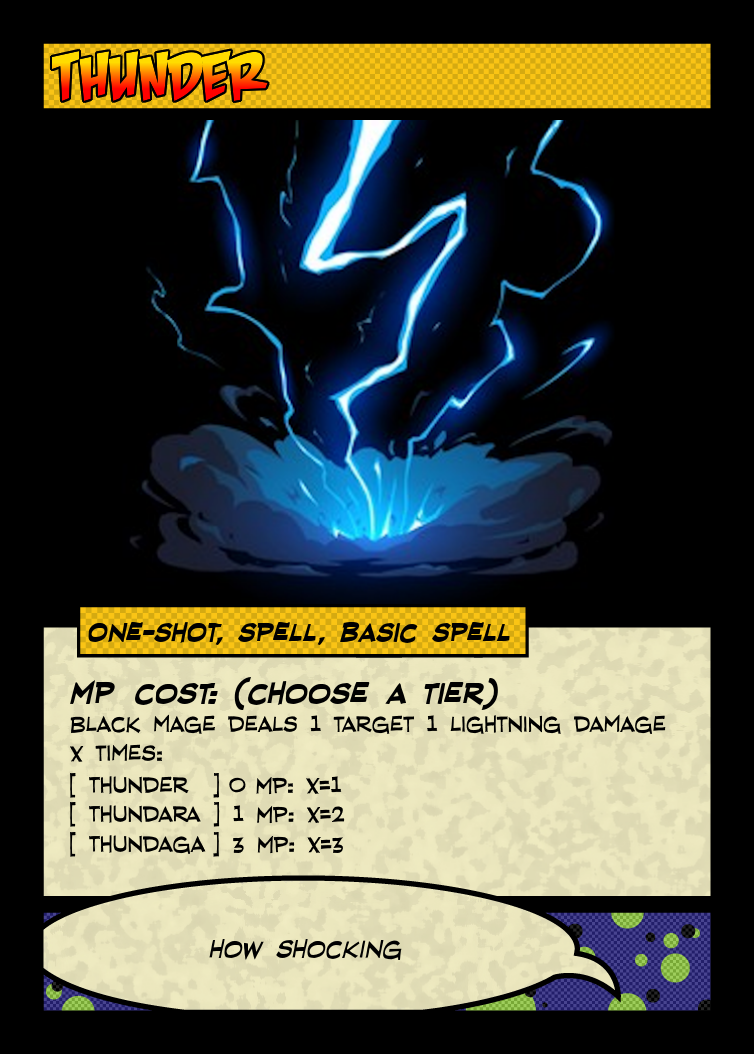 THUNDER
ONE-SHOT, SPELL, BASIC SPELL
MP COST: (CHOOSE A TIER)
BLACK MAGE DEALS 1 TARGET 1 LIGHTNING DAMAGE
X TIMES:
[ THUNDER ] 0 MP: X=1
[ THUNDARA ] 1 MP: X=2
[ THUNDAGA ] 3 MP: X=3
HOW SHOCKING